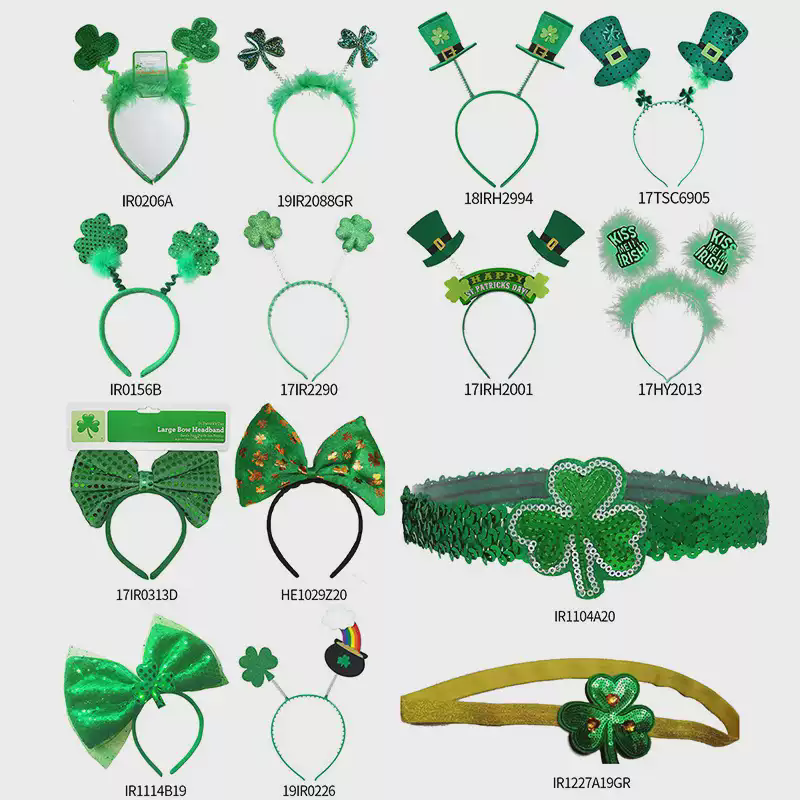 IR0206A
19IR2088GR
18IRH2994
17TSC6905
HAPPY
ST PATRICKS DAY!
KISS
ME!
IRISH!
KISS
ME!
IRISH!
IR0156B
17IR2290
17IRH2001
17HY2013
Large Bow Headband
17IR0313D
HE1029Z20
IR1104A20
IR1114B19
19IR0226
IR1227A19GR